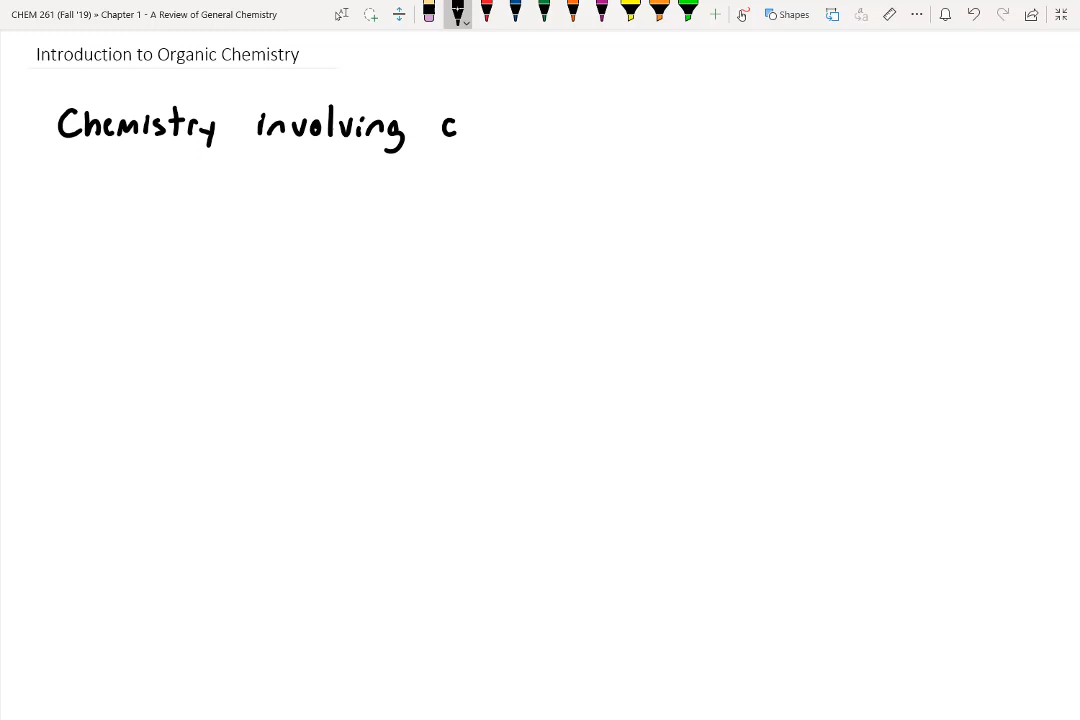 CHEM 261 (Fall '19) » Chapter 1 - A Review of General Chemistry
Shapes
Introduction to Organic Chemistry
Chemistry involving c